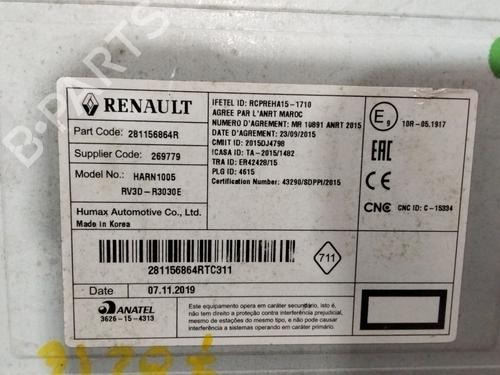 RENAULT
Part Code: 281156864R
Supplier Code: 269779
Model No: HARN1005
RV3D-R3030E
Humax Automotive Co., Ltd.
Made in Korea
IFETEL ID: RCPREHA15-1710
AGREE PAR L'ANRT MAROC
NUMERO D'AGREMENT: MR 10891 ANRT 2015
DATE D'AGREMENT: 23/09/2015
CMIIT ID: 2015DJ4798
!CASA ID: TA-2015/1482
TRA ID: ER42428/15
PLG ID: 4615
Certification Number: 43290/SDPPI/2015
E9 10R-05.1917
EAC
CE
CNC CNC ID: C-15334
281156864RTC311
711
Date 07.11.2019
ANATEL
3626-15-4313
Este equipamento opera em caráter secundário, isto é,
não tem direito a proteção contra interferência prejudicial,
mesmo de estações do mesmo tipo e não pode causar
interferência a sistemas operando em caráter primário.